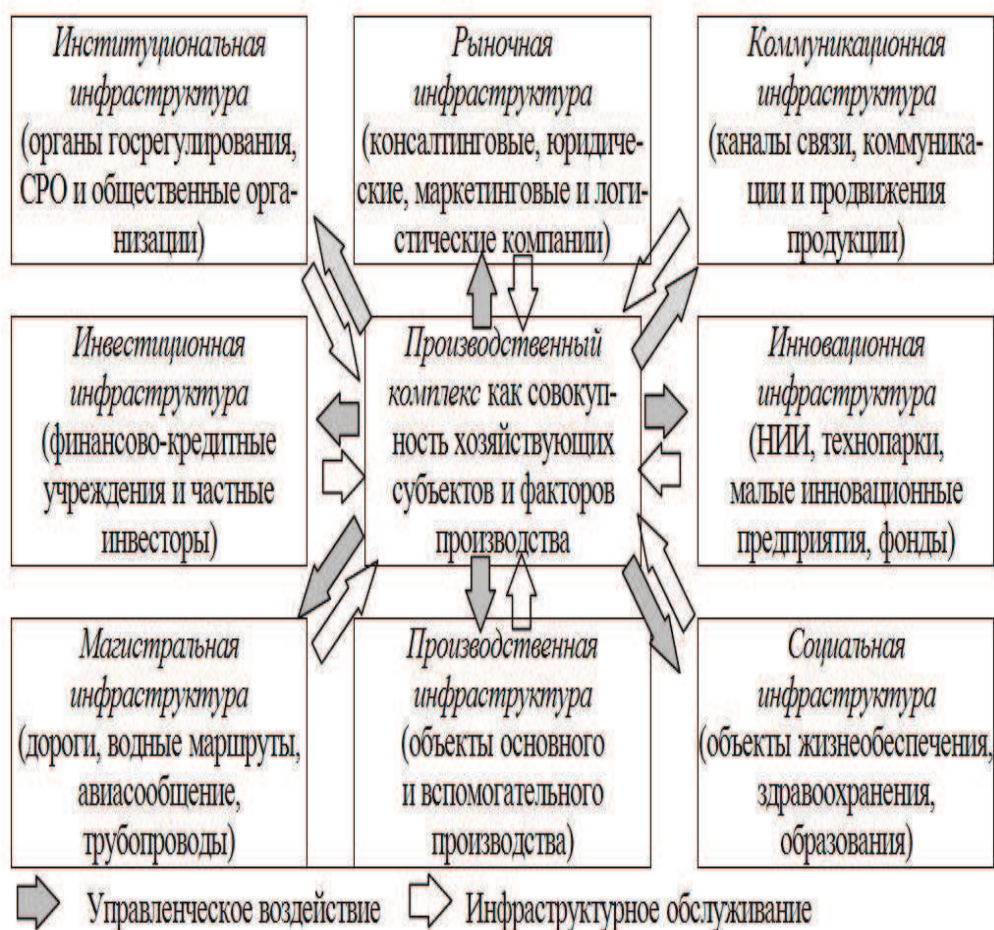 Институциональная
инфраструктура
(органы госрегулирования,
СРО и общественные орга-
низации)
Рыночная
инфраструктура
(консалтинговые, юридиче-
ские, маркетинговые и логи-
стические компании)
Коммуникационная
инфраструктура
(каналы связи, коммуника-
ции и продвижения
продукции)
Инвестиционная
инфраструктура
(финансово-кредитные
учреждения и частные
инвесторы)
Производственный
комплекс как совокуп-
ность хозяйствующих
субъектов и факторов
производства
Инновационная
инфраструктура
(НИИ, технопарки,
малые инновационные
предприятия, фонды)
Магистральная
инфраструктура
(дороги, водные маршруты,
авиасообщение,
трубопроводы)
Производственная
инфраструктура
(объекты основного
и вспомогательного
производства)
Социальная
инфраструктура
(объекты жизнеобеспечения,
здравоохранения,
образования)
Управленческое воздействие
Инфраструктурное обслуживание